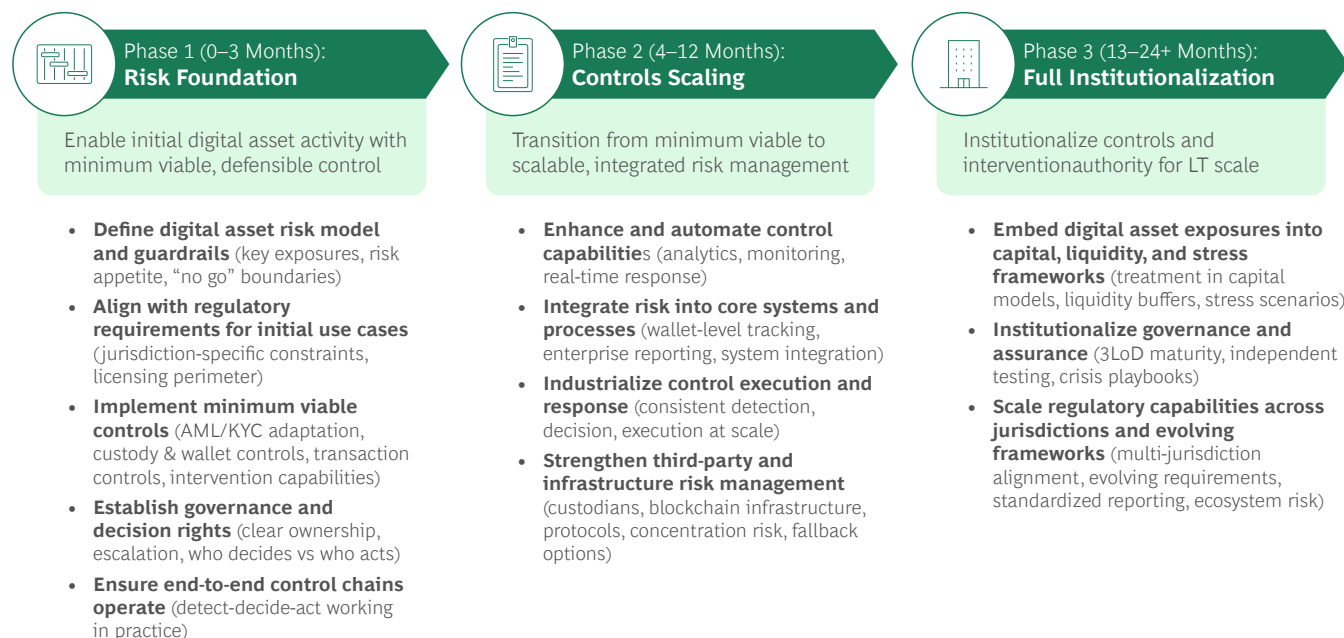 Phase 1 (0–3 Months):
Risk Foundation
Enable initial digital asset activity with
minimum viable, defensible control
• Define digital asset risk model
and guardrails (key exposures, risk
appetite, “no go” boundaries)
• Align with regulatory
requirements for initial use cases
(jurisdiction-specific constraints,
licensing perimeter)
• Implement minimum viable
controls (AML/KYC adaptation,
custody & wallet controls, transaction
controls, intervention capabilities)
• Establish governance and
decision rights (clear ownership,
escalation, who decides vs who acts)
• Ensure end-to-end control chains
operate (detect-decide-act working
in practice)
Phase 2 (4–12 Months):
Controls Scaling
Transition from minimum viable to
scalable, integrated risk management
• Enhance and automate control
capabilities (analytics, monitoring,
real-time response)
• Integrate risk into core systems and
processes (wallet-level tracking,
enterprise reporting, system integration)
• Industrialize control execution and
response (consistent detection,
decision, execution at scale)
• Strengthen third-party and
infrastructure risk management
(custodians, blockchain infrastructure,
protocols, concentration risk, fallback
options)
Phase 3 (13–24+ Months):
Full Institutionalization
Institutionalize controls and
interventionauthority for LT scale
• Embed digital asset exposures into
capital, liquidity, and stress
frameworks (treatment in capital
models, liquidity buffers, stress scenarios)
• Institutionalize governance and
assurance (3LoD maturity, independent
testing, crisis playbooks)
• Scale regulatory capabilities across
jurisdictions and evolving
frameworks (multi-jurisdiction
alignment, evolving requirements,
standardized reporting, ecosystem risk)